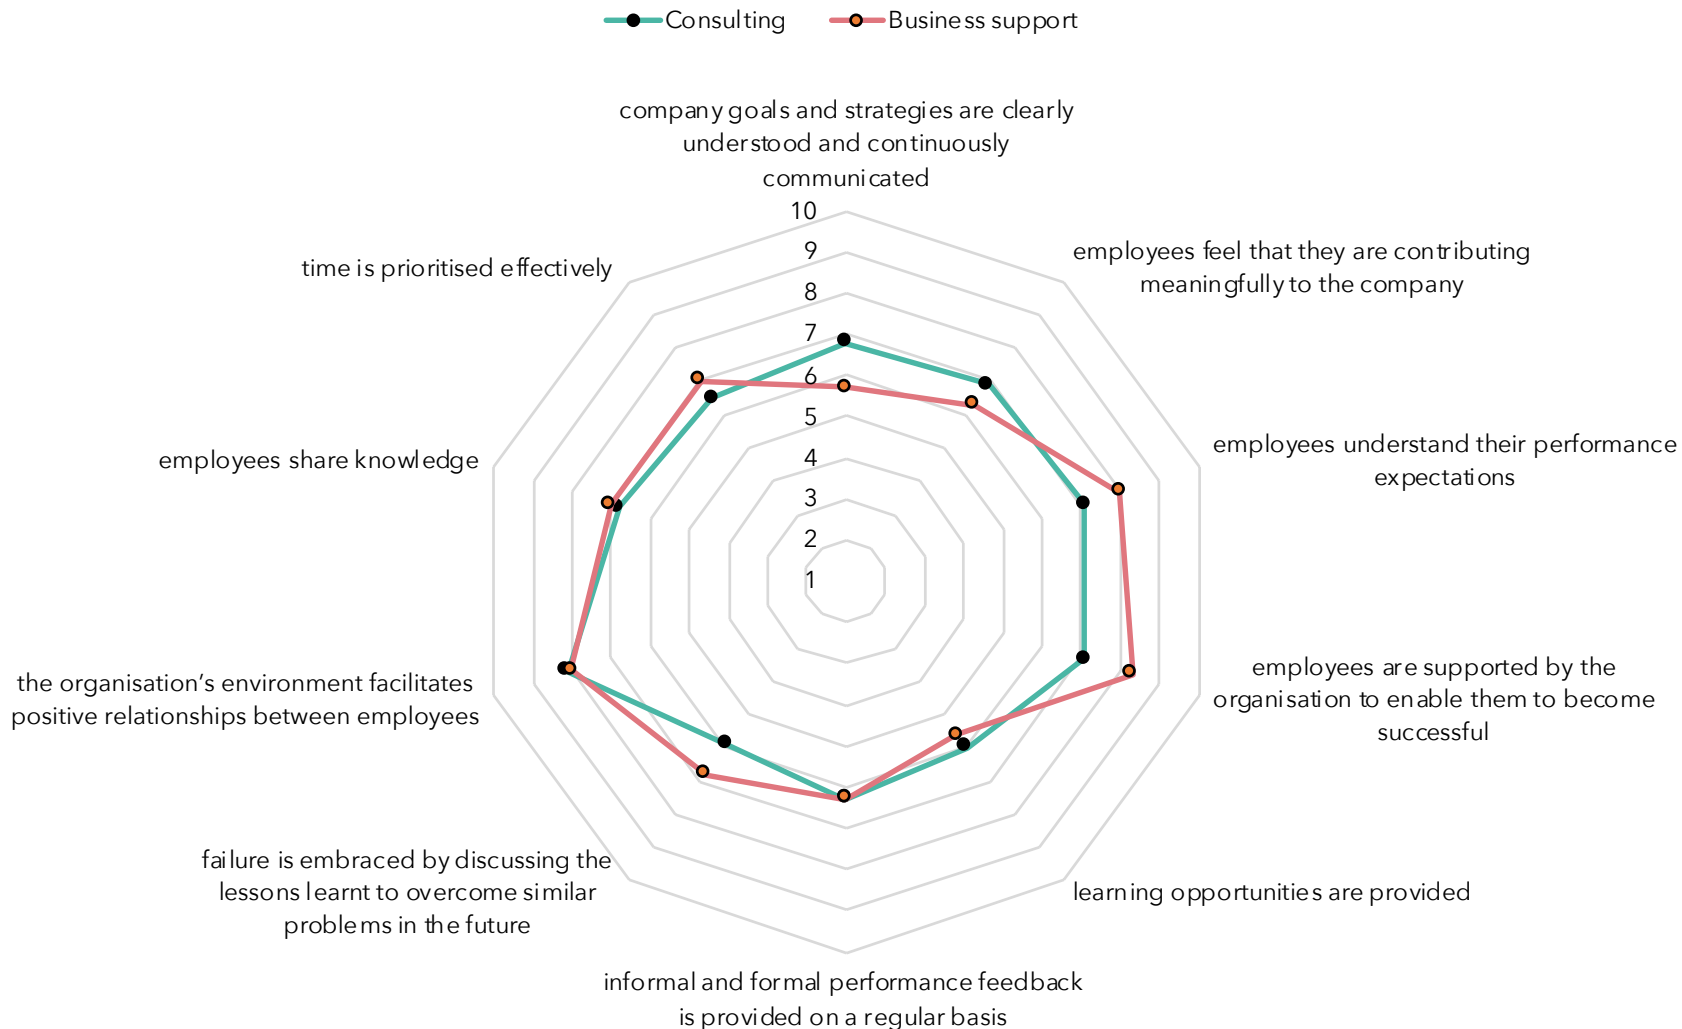 Consulting
Business support
company goals and strategies are clearly
understood and continuously
communicated
10
9
8
7
6
5
4
3
2
1
employees feel that they are contributing
meaningfully to the company
employees understand their performance
expectations
employees are supported by the
organisation to enable them to become
successful
learning opportunities are provided
informal and formal performance feedback
is provided on a regular basis
failure is embraced by discussing the
lessons learnt to overcome similar
problems in the future
the organisation’s environment facilitates
positive relationships between employees
employees share knowledge
time is prioritised effectively